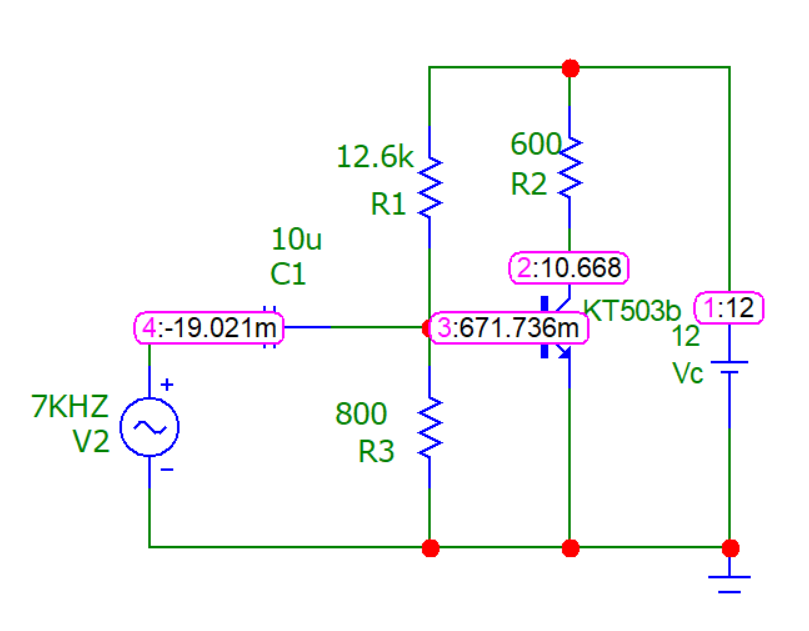 12.6k
R1
600
R2
10u
C1
2:10.668
KT503b
1:12
12
Vc
4:-19.021m
3:671.736m
+
7KHZ
V2
−
800
R3